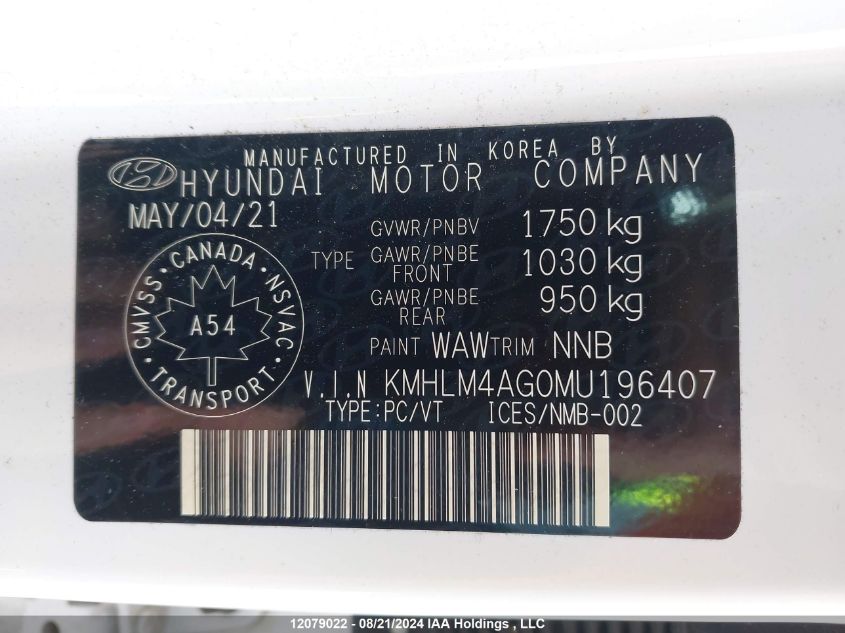 MANUFACTURED IN KOREA BY
HYUNDAI MOTOR COMPANY
MAY/04/21
GVWR/PNBV 1750 kg
TYPE GAWR/PNBE FRONT 1030 kg
GAWR/PNBE REAR 950 kg
CMVSS · CANADA · NSVAC · TRANSPORT ·
A54
PAINT WAW TRIM NNB
V.I.N KMHLM4AG0MU196407
TYPE:PC/VT ICES/NMB-002
12079022 - 08/21/2024 IAA Holdings , LLC